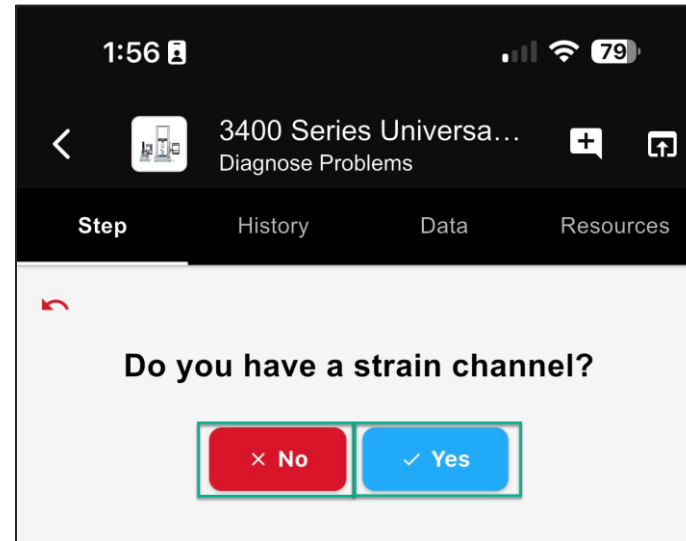 1:56
79
3400 Series Universa...
Diagnose Problems
Step History Data Resources
Do you have a strain channel?
No Yes